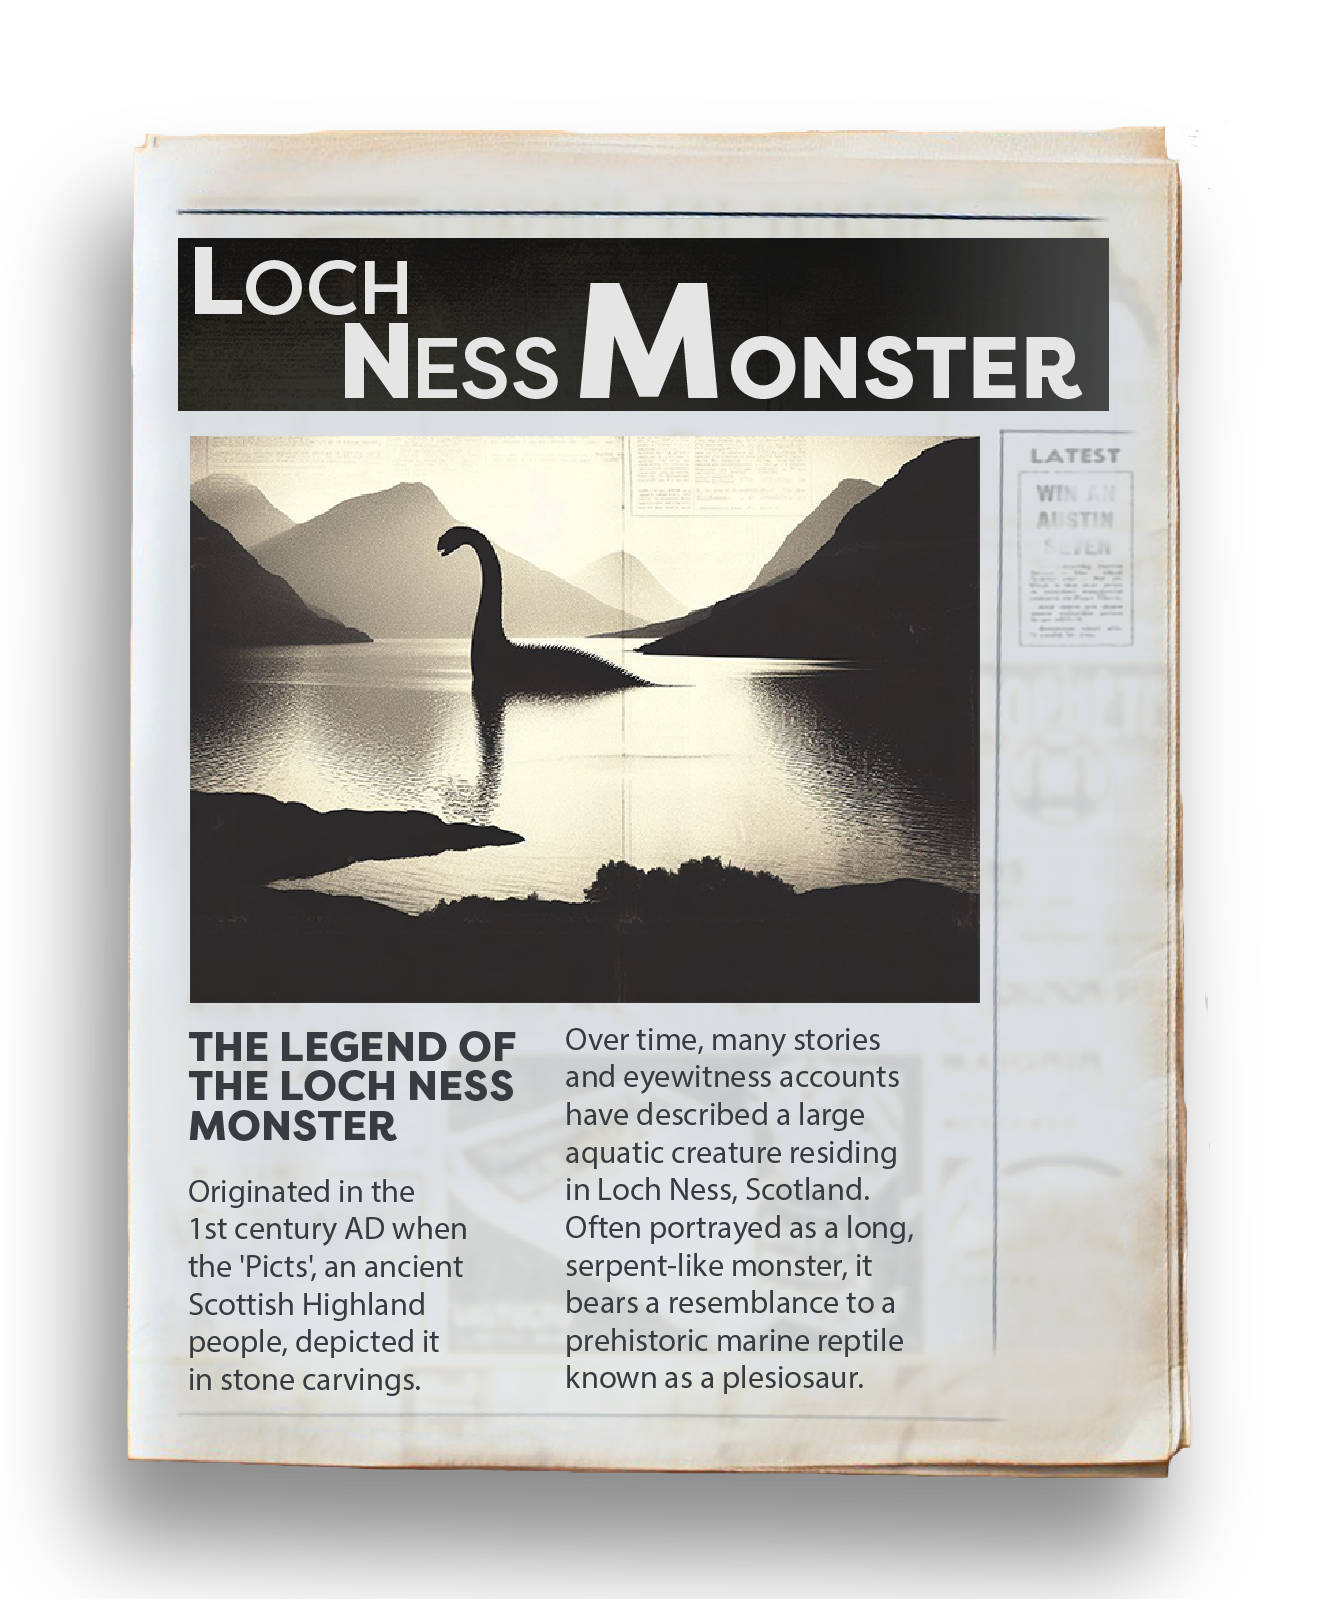 LOCH
NESS MONSTER
LATEST
WIN AN
AUSTIN
SEVEN
THE LEGEND OF
THE LOCH NESS
MONSTER
Originated in the
1st century AD when
the 'Picts', an ancient
Scottish Highland
people, depicted it
in stone carvings.
Over time, many stories
and eyewitness accounts
have described a large
aquatic creature residing
in Loch Ness, Scotland.
Often portrayed as a long,
serpent-like monster, it
bears a resemblance to a
prehistoric marine reptile
known as a plesiosaur.